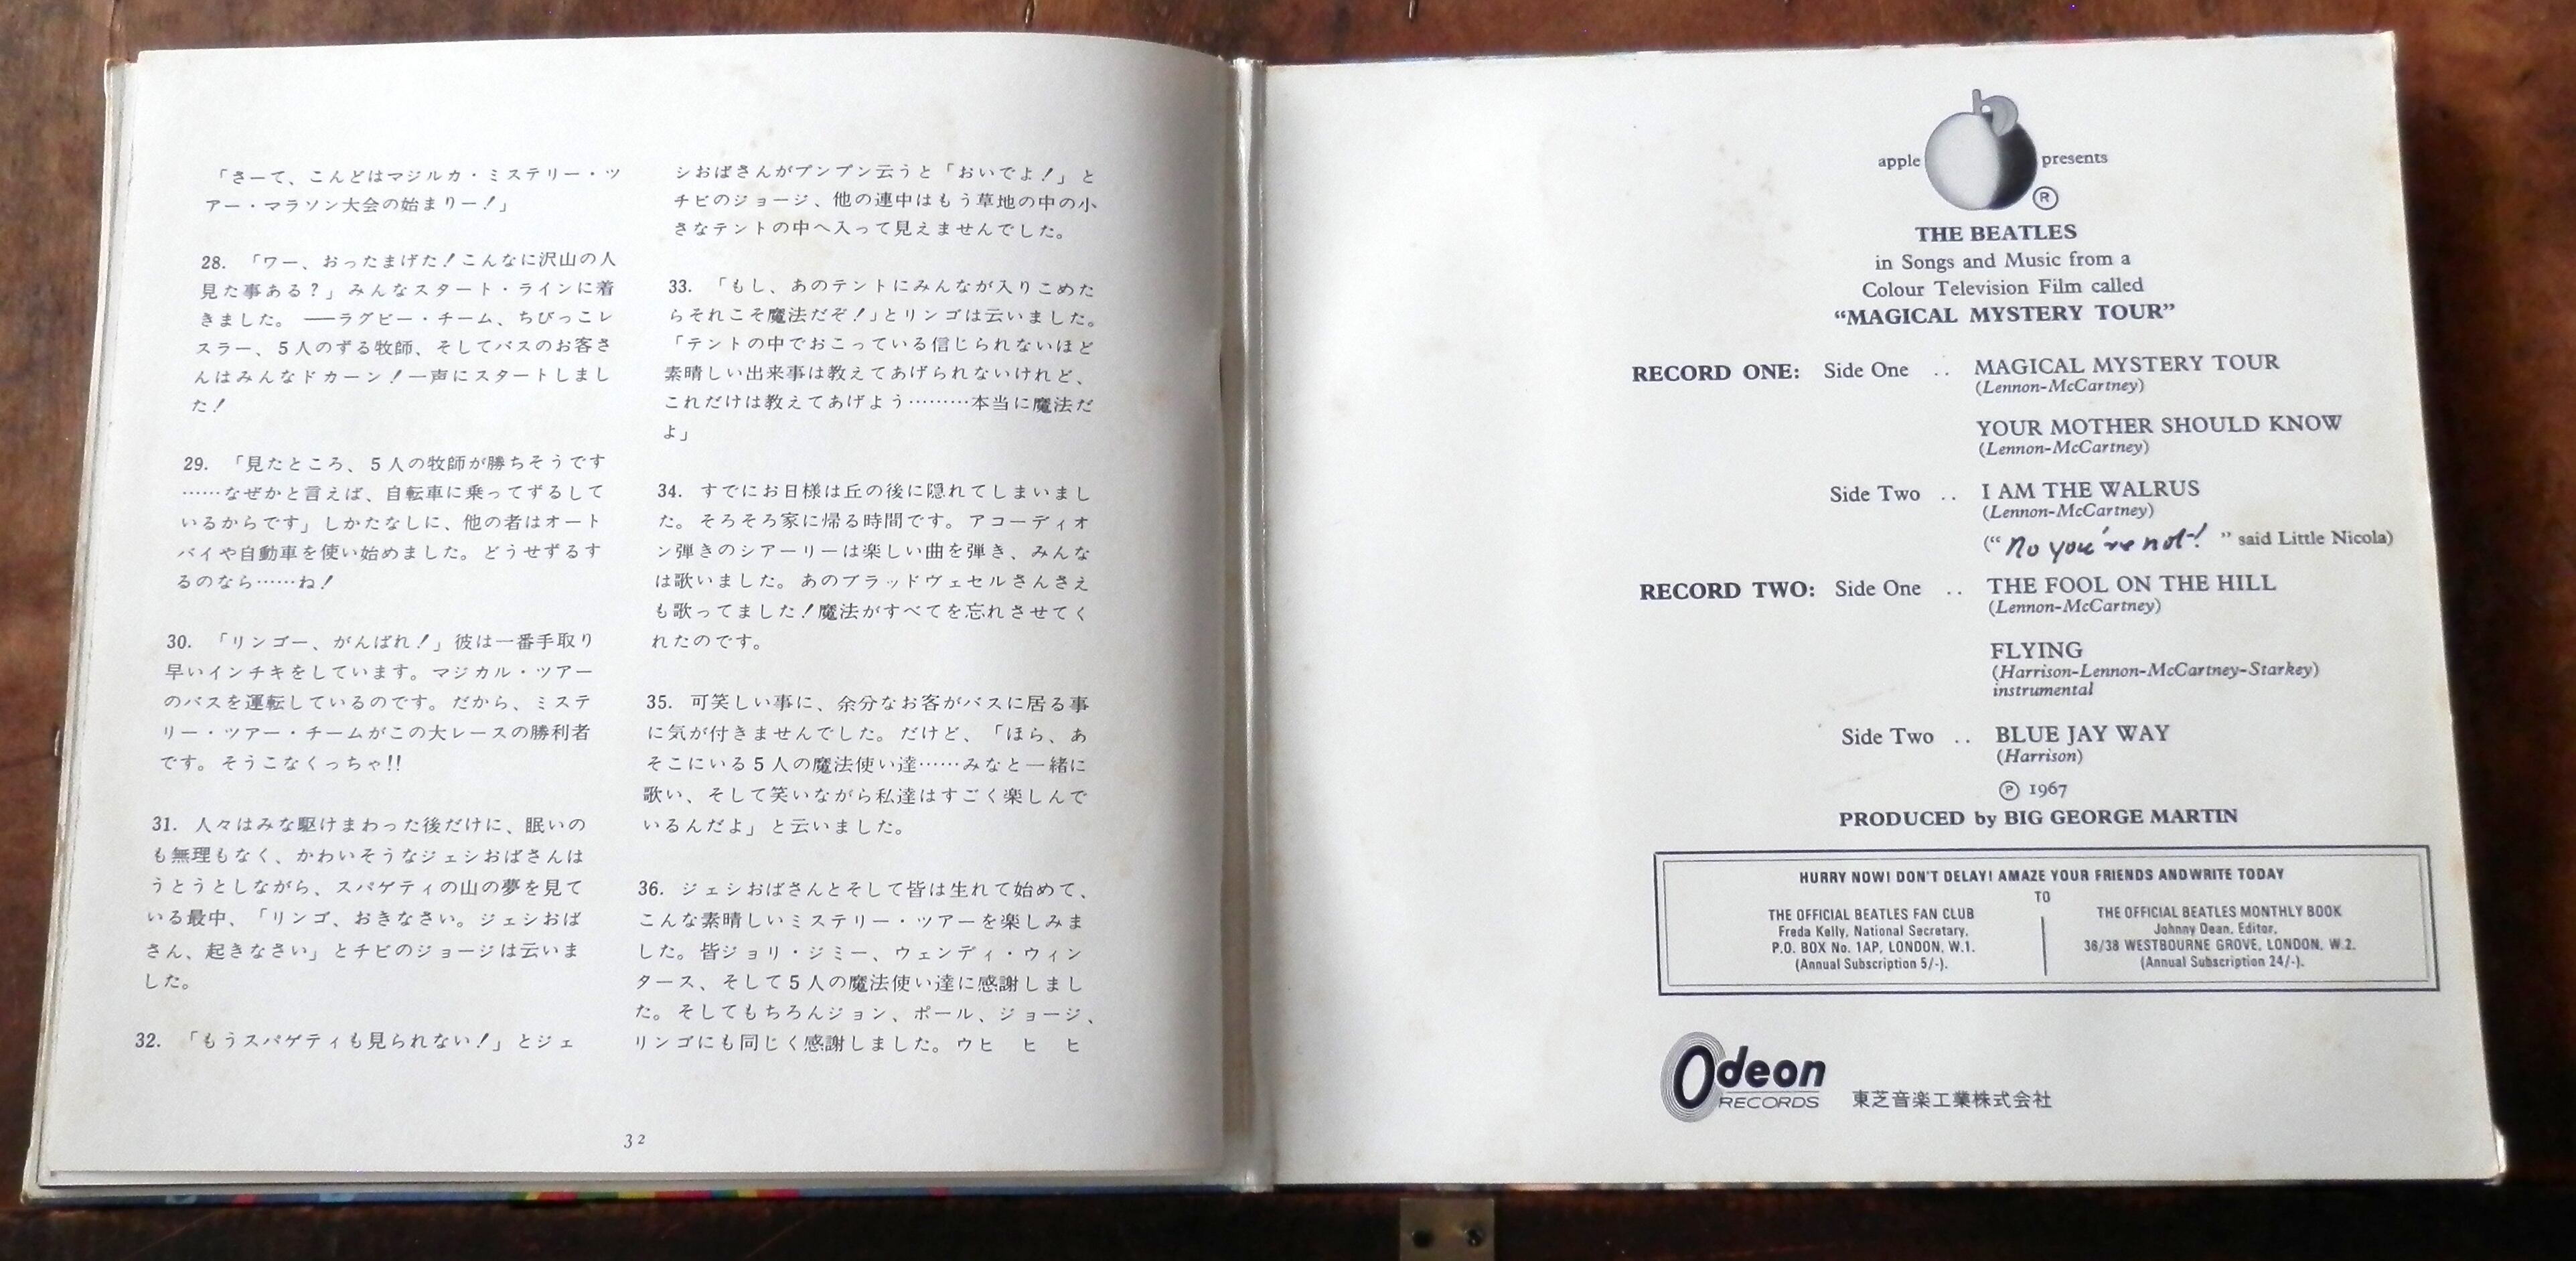 「さーて、こんどはマジルカ・ミステリー・ツ
アー・マラソン大会の始まりー！」
28. 「ワー、おったまげた！こんなに沢山の人
見た事ある？」みんなスタート・ラインに着
きました。――ラグビー・チーム、ちびっこレ
スラー、5人のずる牧師、そしてバスのお客さ
んはみんなドカーン！一声にスタートしまし
た！
29. 「見たところ、5人の牧師が勝ちそうです
……なぜかと言えば、自転車に乗ってずるして
いるからです」しかたなしに、他の者はオート
バイや自動車を使い始めました。どうせずるす
るのなら……ね！
30. 「リンゴー、がんばれ！」彼は一番手取り
早いインチキをしています。マジカル・ツアー
のバスを運転しているのです。だから、ミステ
リー・ツアー・チームがこの大レースの勝利者
です。そうこなくっちゃ!!
31. 人々はみな駆けまわった後だけに、眠いの
も無理もなく、かわいそうなジェシおばさんは
うとうとしながら、スパゲティの山の夢を見て
いる最中、「リンゴ、おきなさい。ジェシおば
さん、起きなさい」とチビのジョージは云いま
した。
32. 「もうスパゲティも見られない！」とジェ
シおばさんがブンブン云うと「おいでよ！」と
チビのジョージ、他の連中はもう草地の中の小
さなテントの中へ入って見えませんでした。
33. 「もし、あのテントにみんなが入りこめた
らそれこそ魔法だぞ！」とリンゴは云いました。
「テントの中でおこっている信じられないほど
素晴しい出来事は教えてあげられないけれど、
これだけは教えてあげよう………本当に魔法だ
よ」
34. すでにお日様は丘の後に隠れてしまいまし
た。そろそろ家に帰る時間です。アコーディオ
ン弾きのシアーリーは楽しい曲を弾き、みんな
は歌いました。あのブラッドヴェセルさんさえ
も歌ってました！魔法がすべてを忘れさせてく
れたのです。
35. 可笑しい事に、余分なお客がバスに居る事
に気が付きませんでした。だけど、「ほら、あ
そこにいる5人の魔法使い達……みなと一緒に
歌い、そして笑いながら私達はすごく楽しんで
いるんだよ」と云いました。
36. ジェシおばさんとそして皆は生れて始めて、
こんな素晴しいミステリー・ツアーを楽しみま
した。皆ジョリ・ジミー、ウェンディ・ウィン
タース、そして5人の魔法使い達に感謝しまし
た。そしてもちろんジョン、ポール、ジョージ、
リンゴにも同じく感謝しました。ウヒ　ヒ　ヒ
32
apple presents
®
THE BEATLES
in Songs and Music from a
Colour Television Film called
“MAGICAL MYSTERY TOUR”
RECORD ONE: Side One .. MAGICAL MYSTERY TOUR
(Lennon-McCartney)
YOUR MOTHER SHOULD KNOW
(Lennon-McCartney)
Side Two .. I AM THE WALRUS
(Lennon-McCartney)
(“No you're not!” said Little Nicola)
RECORD TWO: Side One .. THE FOOL ON THE HILL
(Lennon-McCartney)
FLYING
(Harrison-Lennon-McCartney-Starkey)
instrumental
Side Two .. BLUE JAY WAY
(Harrison)
℗ 1967
PRODUCED by BIG GEORGE MARTIN
HURRY NOW! DON'T DELAY! AMAZE YOUR FRIENDS AND WRITE TODAY
TO
THE OFFICIAL BEATLES FAN CLUB
Freda Kelly, National Secretary,
P.O. BOX No. 1AP, LONDON, W.1.
(Annual Subscription 5/-).
THE OFFICIAL BEATLES MONTHLY BOOK
Johnny Dean, Editor,
36/38 WESTBOURNE GROVE, LONDON, W.2.
(Annual Subscription 24/-).
Odeon
RECORDS
東芝音楽工業株式会社